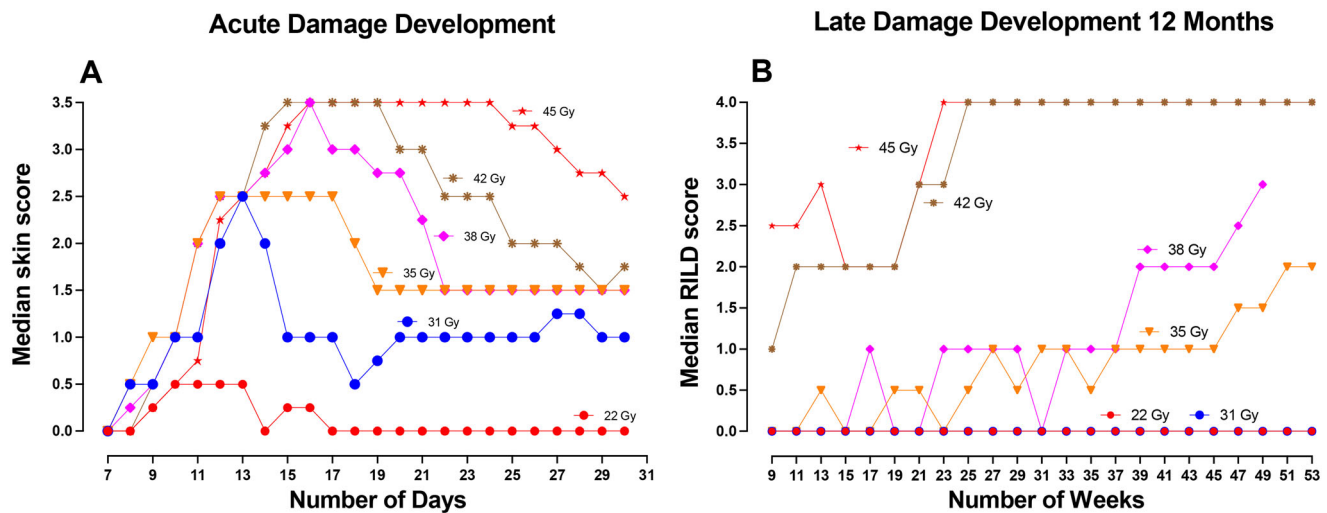 Acute Damage Development
A
Median skin score
3.5
3.0
2.5
2.0
1.5
1.0
0.5
0.0
45 Gy
42 Gy
38 Gy
35 Gy
31 Gy
22 Gy
7 9 11 13 15 17 19 21 23 25 27 29 31
Number of Days
Late Damage Development 12 Months
B
Median RILD score
4.0
3.5
3.0
2.5
2.0
1.5
1.0
0.5
0.0
45 Gy
42 Gy
38 Gy
35 Gy
22 Gy 31 Gy
9 11 13 15 17 19 21 23 25 27 29 31 33 35 37 39 41 43 45 47 49 51 53
Number of Weeks